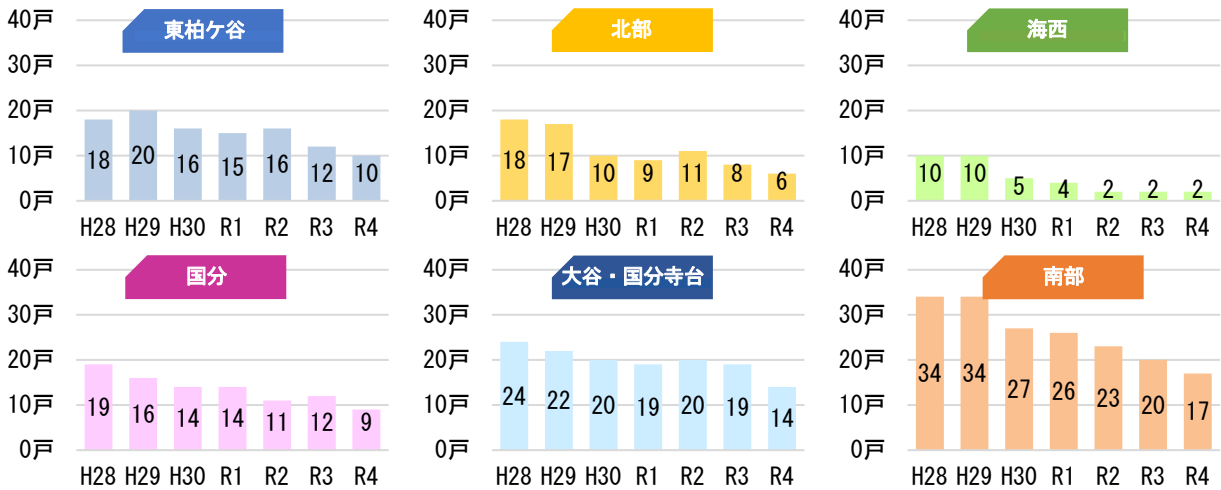 東柏ケ谷
40戸
30戸
20戸
10戸
0戸
18 20 16 15 16 12 10
H28 H29 H30 R1 R2 R3 R4
北部
40戸
30戸
20戸
10戸
0戸
18 17 10 9 11 8 6
H28 H29 H30 R1 R2 R3 R4
海西
40戸
30戸
20戸
10戸
0戸
10 10 5 4 2 2 2
H28 H29 H30 R1 R2 R3 R4
国分
40戸
30戸
20戸
10戸
0戸
19 16 14 14 11 12 9
H28 H29 H30 R1 R2 R3 R4
大谷・国分寺台
40戸
30戸
20戸
10戸
0戸
24 22 20 19 20 19 14
H28 H29 H30 R1 R2 R3 R4
南部
40戸
30戸
20戸
10戸
0戸
34 34 27 26 23 20 17
H28 H29 H30 R1 R2 R3 R4